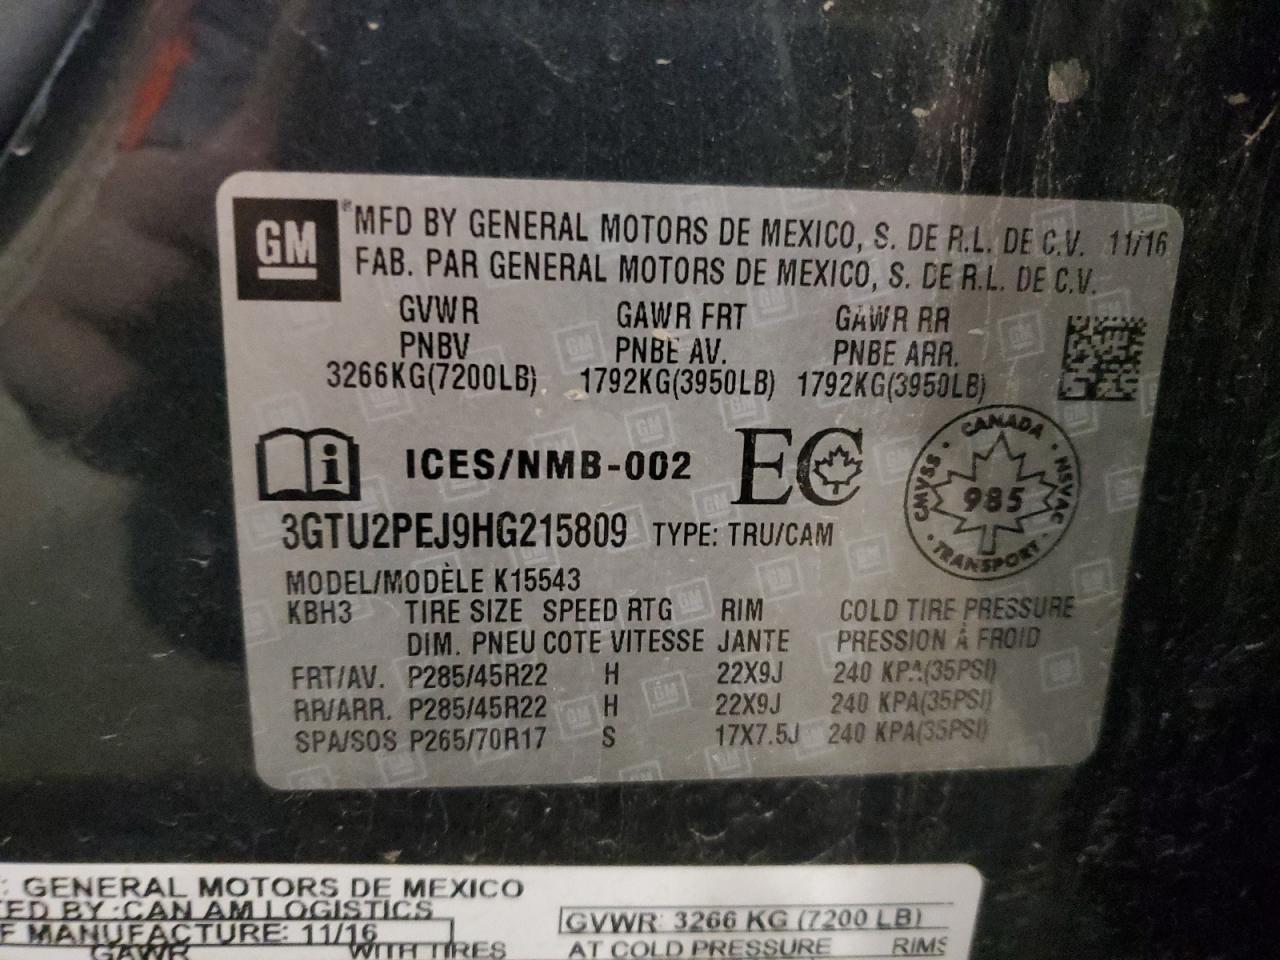 GM
®MFD BY GENERAL MOTORS DE MEXICO, S. DE R.L. DE C.V. 11/16
FAB. PAR GENERAL MOTORS DE MEXICO, S. DE R.L. DE C.V.
GVWR GAWR FRT GAWR RR
PNBV PNBE AV. PNBE ARR.
3266KG(7200LB) 1792KG(3950LB) 1792KG(3950LB)
i ICES/NMB-002 EC
CANADA
CMVSS 985 NSVAC
TRANSPORT
3GTU2PEJ9HG215809 TYPE: TRU/CAM
MODEL/MODÈLE K15543
KBH3 TIRE SIZE SPEED RTG RIM COLD TIRE PRESSURE
DIM. PNEU COTE VITESSE JANTE PRESSION À FROID
FRT/AV. P285/45R22 H 22X9J 240 KPA(35PSI)
RR/ARR. P285/45R22 H 22X9J 240 KPA(35PSI)
SPA/SOS P265/70R17 S 17X7.5J 240 KPA(35PSI)
: GENERAL MOTORS DE MEXICO
TED BY :CAN AM LOGISTICS
F MANUFACTURE: 11/16 GVWR: 3266 KG (7200 LB)
GAWR WITH TIRES AT COLD PRESSURE RIMS